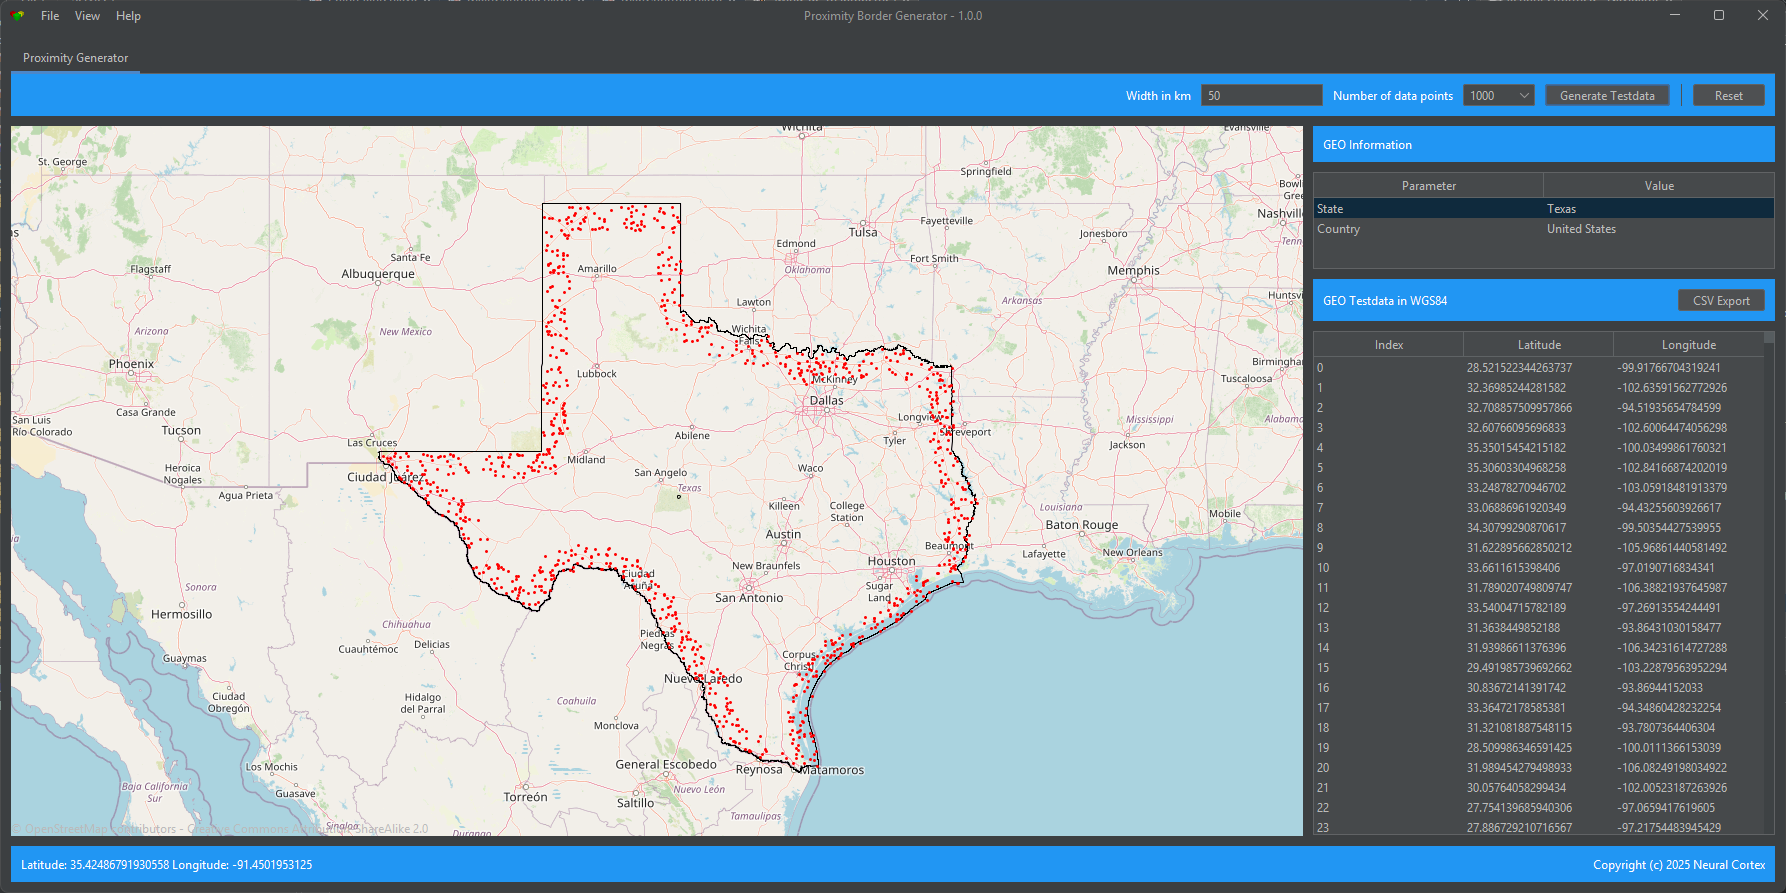 File View Help
Proximity Border Generator - 1.0.0
Proximity Generator
Width in km 50 Number of data points 1000 Generate Testdata Reset
Wichita
Evansville
St. George
Springfield
Bowli
Gree
Nashville
Tulsa
Fayetteville
Jonesboro
Tenn
Santa Fe
Edmond
Oklahoma
Fort Smith
Flagstaff
Albuquerque
Amarillo
Memphis
Huntsvi
Lawton
Arkansas
Arizona
New Mexico
Wichita
Falls
Phoenix
Lubbock
McKinney
Birmingham
Tuscaloosa
Casa Grande
Dallas
San Luis
Río Colorado
Tucson
Las Cruces
Abilene
Longview
Tyler
Shreveport
Mississippi
Alabama
Jackson
Heroica
Nogales
Ciudad Juárez
Midland
San Angelo
Texas
Waco
Agua Prieta
Killeen
College
Station
Louisiana
Baton Rouge
Mobile
Austin
Beaumont
Lafayette
New Orleans
Houston
Sonora
New Braunfels
Ciudad
Acuña
Sugar
Land
Hermosillo
San Antonio
Chihuahua
Cuauhtémoc
Delicias
Piedras
Negras
Guaymas
Corpus
Christi
Nuevo Laredo
Ciudad
Obregón
Hidalgo
del Parral
Coahuila
Monclova
Los Mochis
General Escobedo
Reynosa
Matamoros
Baja California
Sur
Guasave
Torreón
Saltillo
Nuevo León
Tamaulipas
Sinaloa
Durango
© OpenStreetMap contributors - Creative Commons Attribution-ShareAlike 2.0
GEO Information
Parameter Value
State Texas
Country United States
GEO Testdata in WGS84 CSV Export
Index Latitude Longitude
0 28.521522344263737 -99.91766704319241
1 32.36985244281582 -102.63591562772926
2 32.708857509957866 -94.51935654784599
3 32.60766095696833 -102.60064474056298
4 35.35015454215182 -100.03499861760321
5 35.30603304968258 -102.84166874202019
6 33.24878270946702 -103.05918481913379
7 33.06886961920349 -94.43255603926617
8 34.30799290870617 -99.50354427539955
9 31.622895662850212 -105.96861440581492
10 33.6611615398406 -97.0190716834341
11 31.789020749809747 -106.38821937645987
12 33.54004715782189 -97.26913554244491
13 31.3638449852188 -93.86431030158477
14 31.93986611376396 -106.34231614727288
15 29.491985739692662 -103.22879563952294
16 30.83672141391742 -93.86944152033
17 33.36472178585381 -94.34860428232254
18 31.321081887548115 -93.7807364406304
19 28.509986346591425 -100.0111366153039
20 31.989454279498933 -106.08249198034922
21 30.05764058299434 -102.00523187263926
22 27.754139685940306 -97.0659417619605
23 27.886729210716567 -97.21754483945429
Latitude: 35.42486791930558 Longitude: -91.4501953125
Copyright (c) 2025 Neural Cortex